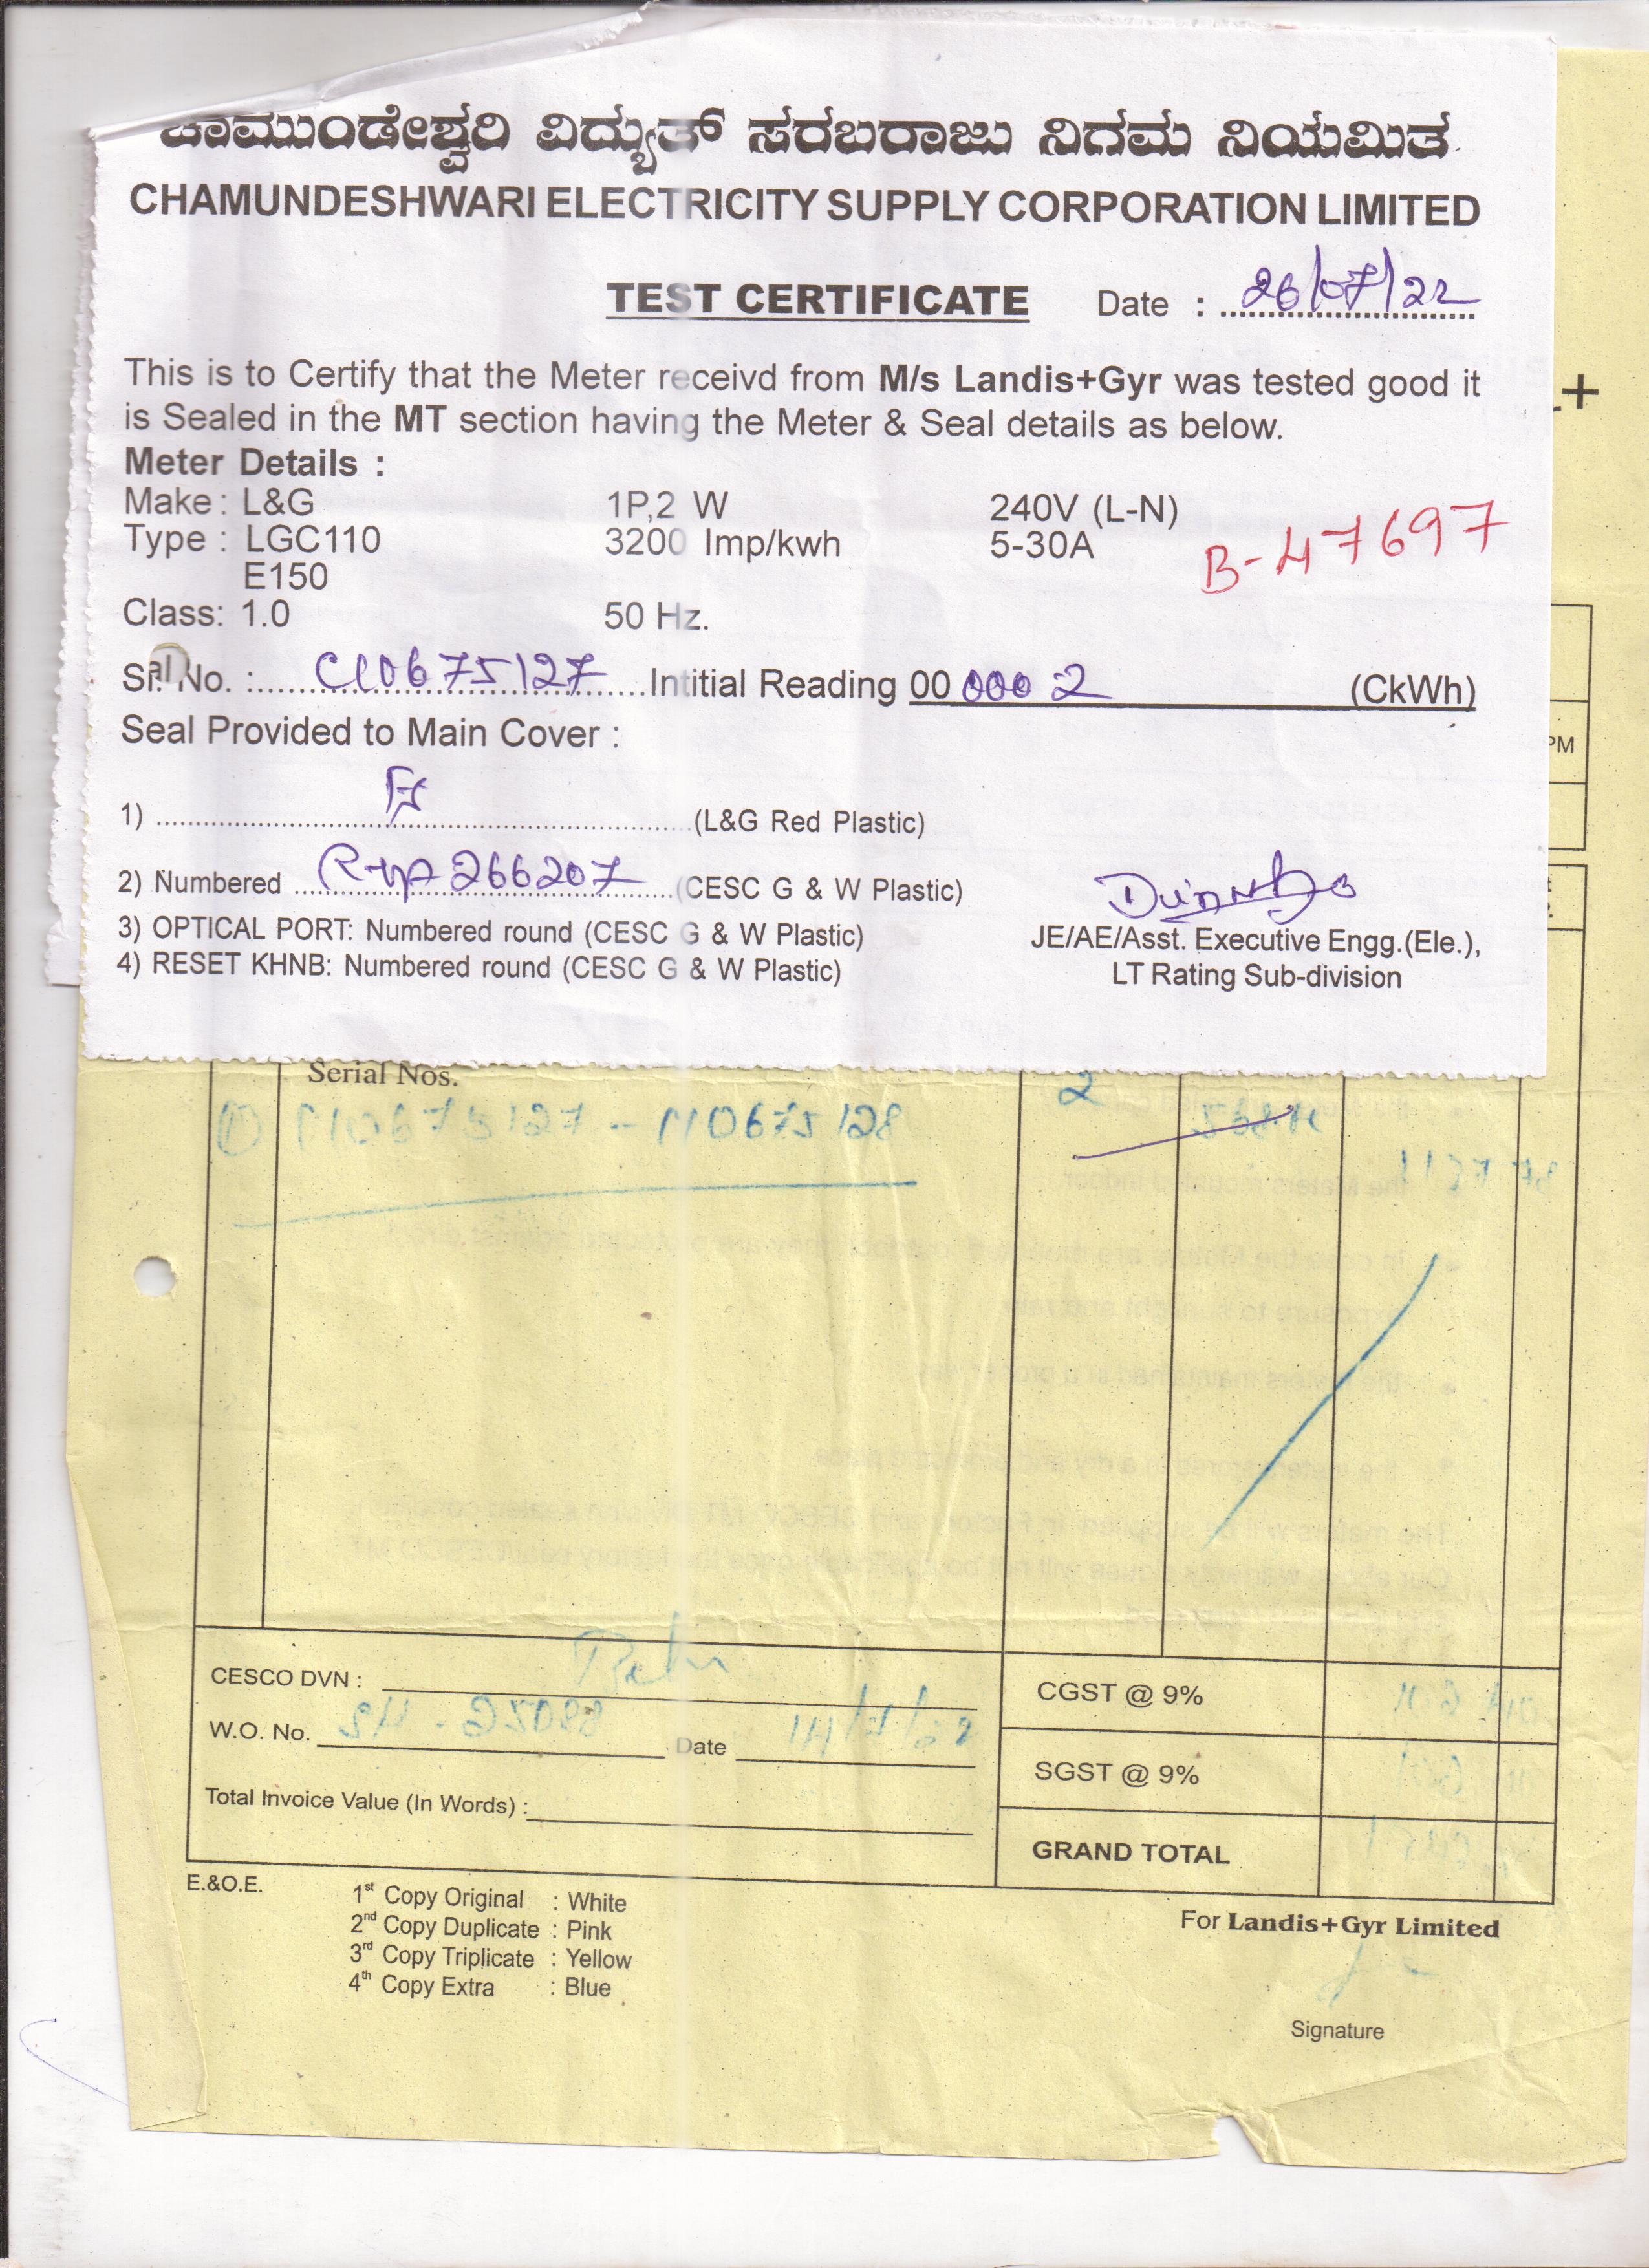 ಚಾಮುಂಡೇಶ್ವರಿ ವಿದ್ಯುತ್ ಸರಬರಾಜು ನಿಗಮ ನಿಯಮಿತ
CHAMUNDESHWARI ELECTRICITY SUPPLY CORPORATION LIMITED
TEST CERTIFICATE Date : 26/07/22
This is to Certify that the Meter receivd from M/s Landis+Gyr was tested good it
is Sealed in the MT section having the Meter & Seal details as below.
Meter Details :
Make : L&G 1P,2 W 240V (L-N)
Type : LGC110 3200 Imp/kwh 5-30A B-47697
E150
Class: 1.0 50 Hz.
No. : C10675127 Intitial Reading 00 0002 (CkWh)
Seal Provided to Main Cover :
1) (L&G Red Plastic)
2) Numbered 266207 (CESC G & W Plastic)
3) OPTICAL PORT: Numbered round (CESC G & W Plastic)
4) RESET KHNB: Numbered round (CESC G & W Plastic)
JE/AE/Asst. Executive Engg.(Ele.),
LT Rating Sub-division
+
PM
Serial Nos.
① 110675127 - 110675128 2
CESCO DVN :
W.O. No. Date
Total Invoice Value (In Words) :
CGST @ 9%
SGST @ 9%
GRAND TOTAL
E.&O.E.
1st Copy Original : White
2nd Copy Duplicate : Pink
3rd Copy Triplicate : Yellow
4th Copy Extra : Blue
For Landis+Gyr Limited
Signature